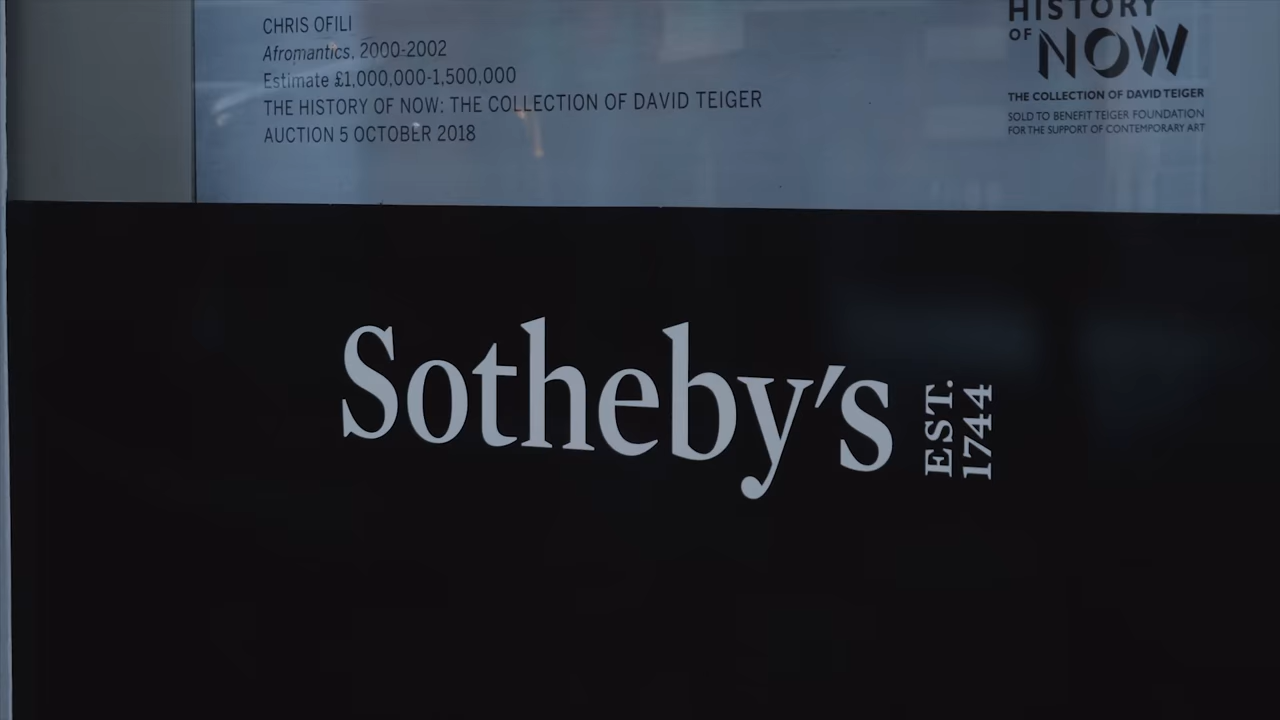 CHRIS OFILI
Afromantics, 2000-2002
Estimate £1,000,000-1,500,000
THE HISTORY OF NOW: THE COLLECTION OF DAVID TEIGER
AUCTION 5 OCTOBER 2018
HISTORY
OF NOW
THE COLLECTION OF DAVID TEIGER
SOLD TO BENEFIT TEIGER FOUNDATION
FOR THE SUPPORT OF CONTEMPORARY ART
Sotheby's
EST.
1744